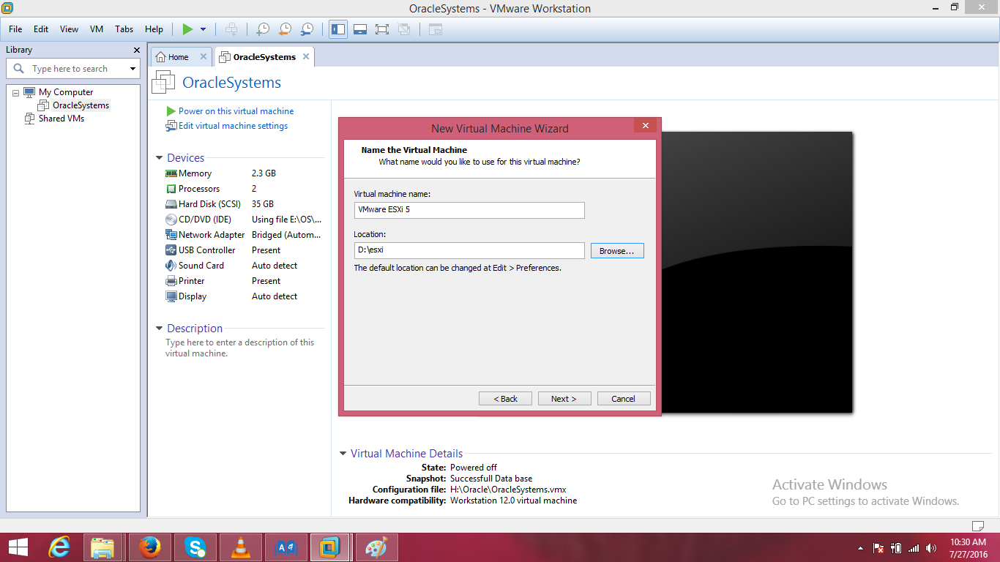 OracleSystems - VMware Workstation
File Edit View VM Tabs Help
Library
Type here to search
My Computer
OracleSystems
Shared VMs
Home
OracleSystems
OracleSystems
Power on this virtual machine
Edit virtual machine settings
Devices
Memory 2.3 GB
Processors 2
Hard Disk (SCSI) 35 GB
CD/DVD (IDE) Using file E:\OS\...
Network Adapter Bridged (Autom...
USB Controller Present
Sound Card Auto detect
Printer Present
Display Auto detect
Description
Type here to enter a description of this
virtual machine.
New Virtual Machine Wizard
Name the Virtual Machine
What name would you like to use for this virtual machine?
Virtual machine name:
VMware ESXi 5
Location:
D:\esxi
Browse...
The default location can be changed at Edit > Preferences.
< Back Next > Cancel
Virtual Machine Details
State: Powered off
Snapshot: Successfull Data base
Configuration file: H:\Oracle\OracleSystems.vmx
Hardware compatibility: Workstation 12.0 virtual machine
Activate Windows
Go to PC settings to activate Windows.
10:30 AM
7/27/2016